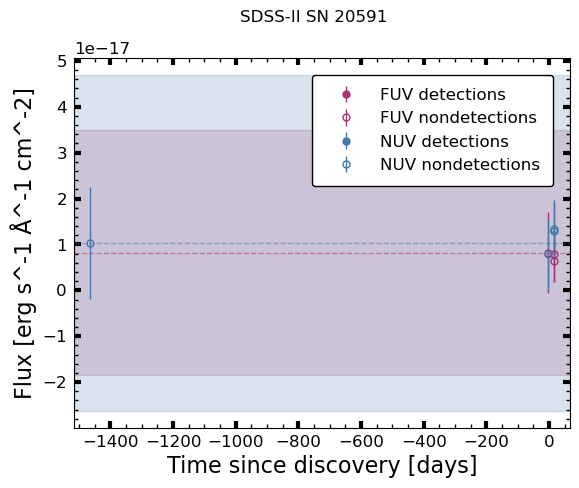 SDSS-II SN 20591
1e−17
5
4
3
2
1
0
−1
−2
Flux [erg s^-1 Å^-1 cm^-2]
FUV detections
FUV nondetections
NUV detections
NUV nondetections
−1400 −1200 −1000 −800 −600 −400 −200 0
Time since discovery [days]